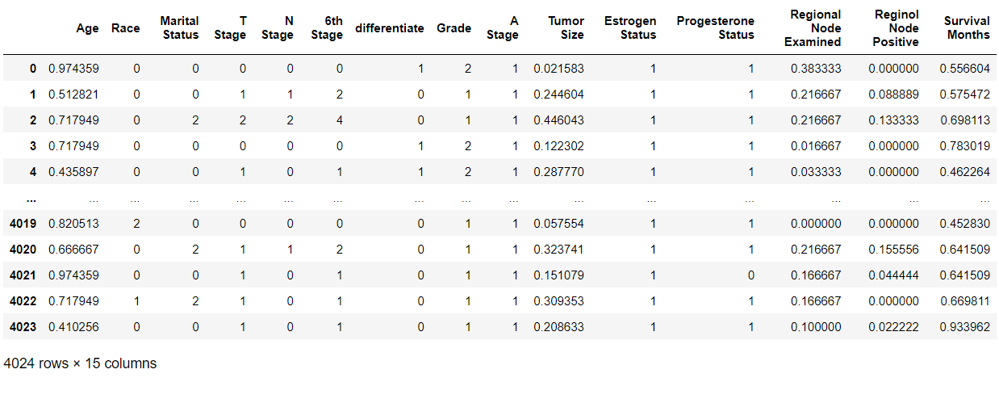 Age Race Marital Status T Stage N Stage 6th Stage differentiate Grade A Stage Tumor Size Estrogen Status Progesterone Status Regional Node Examined Reginol Node Positive Survival Months
0 0.974359 0 0 0 0 0 1 2 1 0.021583 1 1 0.383333 0.000000 0.556604
1 0.512821 0 0 1 1 2 0 1 1 0.244604 1 1 0.216667 0.088889 0.575472
2 0.717949 0 2 2 2 4 0 1 1 0.446043 1 1 0.216667 0.133333 0.698113
3 0.717949 0 0 0 0 0 1 2 1 0.122302 1 1 0.016667 0.000000 0.783019
4 0.435897 0 0 1 0 1 1 2 1 0.287770 1 1 0.033333 0.000000 0.462264
... ... ... ... ... ... ... ... ... ... ... ... ... ... ... ...
4019 0.820513 2 0 0 0 0 0 1 1 0.057554 1 1 0.000000 0.000000 0.452830
4020 0.666667 0 2 1 1 2 0 1 1 0.323741 1 1 0.216667 0.155556 0.641509
4021 0.974359 0 0 1 0 1 0 1 1 0.151079 1 0 0.166667 0.044444 0.641509
4022 0.717949 1 2 1 0 1 0 1 1 0.309353 1 1 0.166667 0.000000 0.669811
4023 0.410256 0 0 1 0 1 0 1 1 0.208633 1 1 0.100000 0.022222 0.933962
4024 rows × 15 columns